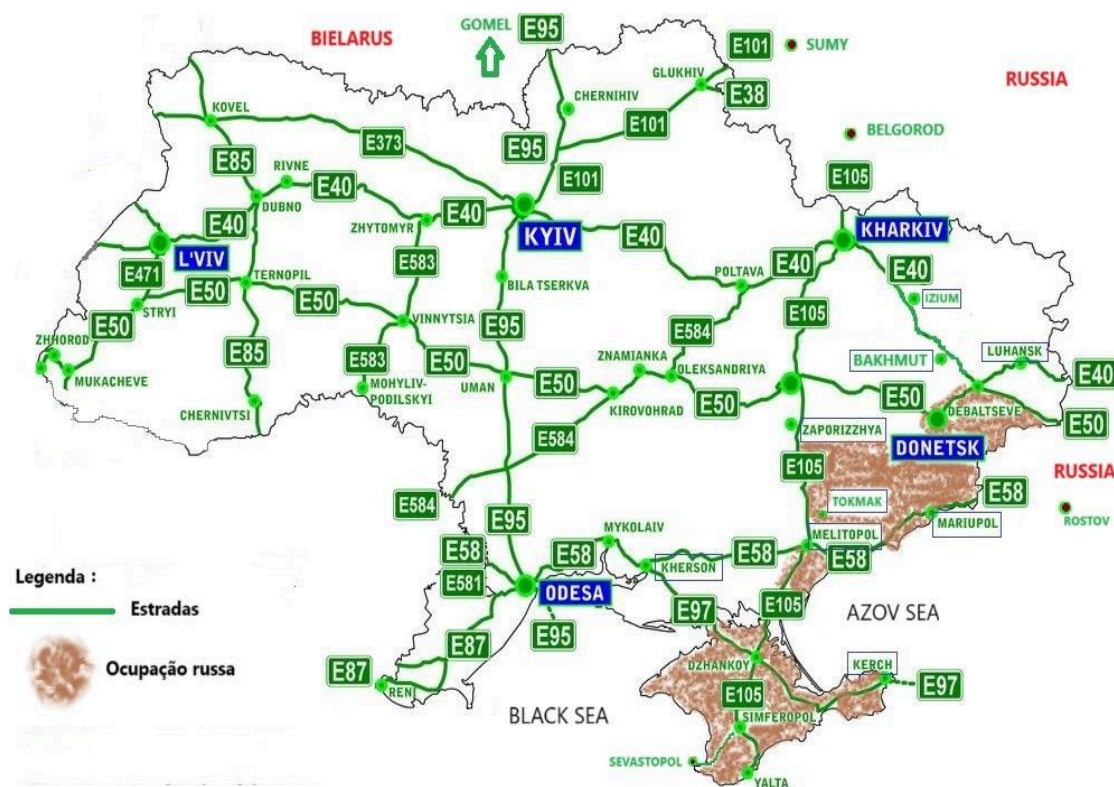 GOMEL
E95
BIELARUS
E101
SUMY
GLUKHIV
RUSSIA
E38
KOVEL
CHERNIHIV
E101
BELGOROD
E373
E95
E85
RIVNE
E101
E105
E40
DUBNO
E40
ZHYTOMYR
E40
KYIV
KHARKIV
E40
L'VIV
E40
E40
E471
TERNOPIL
E583
POLTAVA
E50
BILA TSERKVA
STRYI
E50
IZIUM
E105
E50
VINNYTSIA
E95
E584
ZHHOROD
E85
E583
ZNAMIANKA
BAKHMUT
LUHANSK
MUKACHEVE
E50
UMAN
OLEKSANDRIYA
E40
MOHYLIV-
PODILSKYI
E50
KIROVOHRAD
E50
E50
CHERNIVTSI
DEBALTSEVE
E50
ZAPORIZZHYA
E584
DONETSK
E105
RUSSIA
E584
E58
TOKMAK
ROSTOV
E95
MARIUPOL
MYKOLAIV
MELITOPOL
E58
E58
E58
E58
KHERSON
Legenda :
E581
ODESA
Estradas
E97
E105
AZOV SEA
E95
E87
Ocupação russa
DZHANKOY
KERCH
E87
RENI
E97
E105
BLACK SEA
SIMFEROPOL
SEVASTOPOL
YALTA